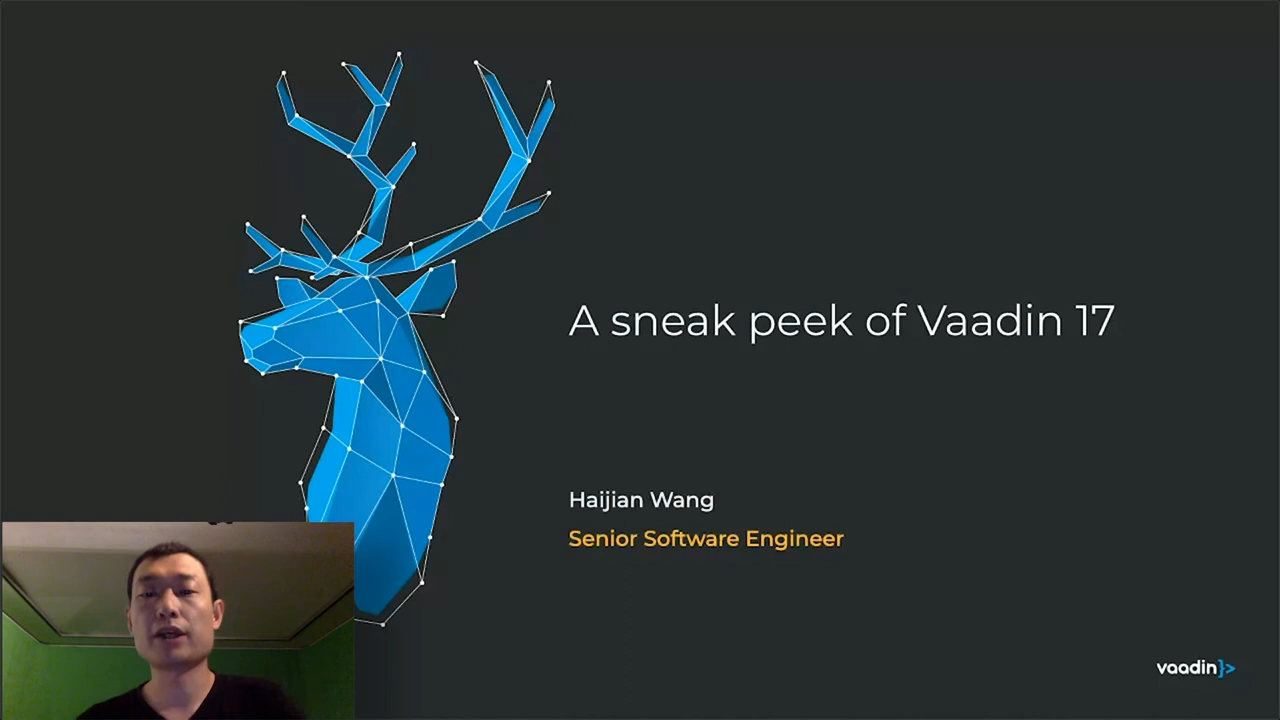 A sneak peek of Vaadin 17
Haijian Wang
Senior Software Engineer
vaadin}>